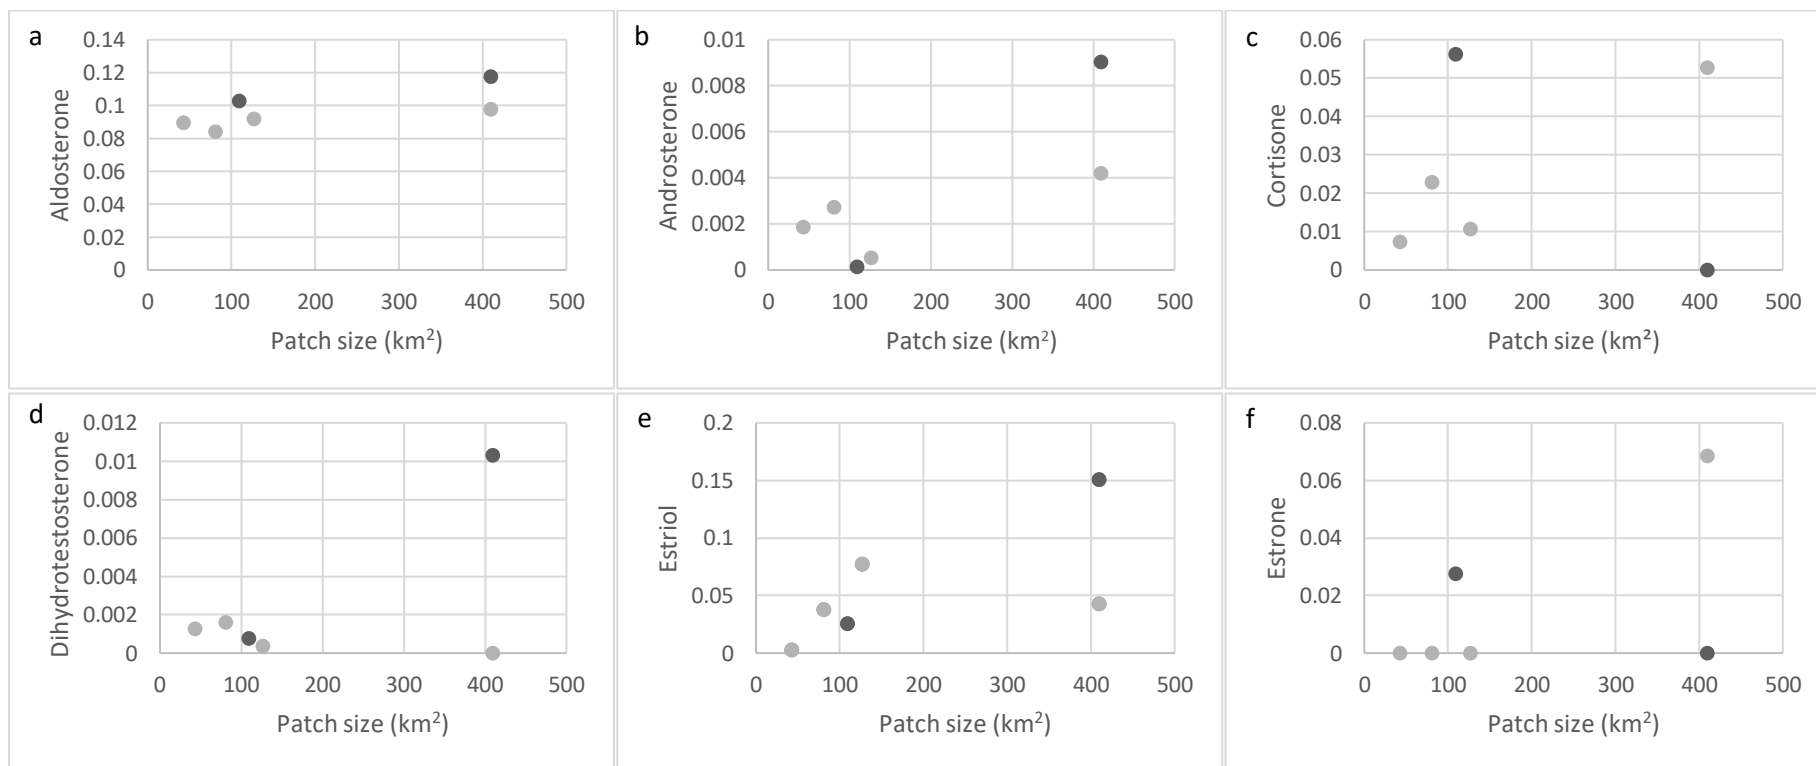 a
Aldosterone
0.14
0.12
0.1
0.08
0.06
0.04
0.02
0
0 100 200 300 400 500
Patch size (km²)
b
Androsterone
0.01
0.008
0.006
0.004
0.002
0
0 100 200 300 400 500
Patch size (km²)
c
Cortisone
0.06
0.05
0.04
0.03
0.02
0.01
0
0 100 200 300 400 500
Patch size (km²)
d
Dihydrotestosterone
0.012
0.01
0.008
0.006
0.004
0.002
0
0 100 200 300 400 500
Patch size (km²)
e
Estriol
0.2
0.15
0.1
0.05
0
0 100 200 300 400 500
Patch size (km²)
f
Estrone
0.08
0.06
0.04
0.02
0
0 100 200 300 400 500
Patch size (km²)